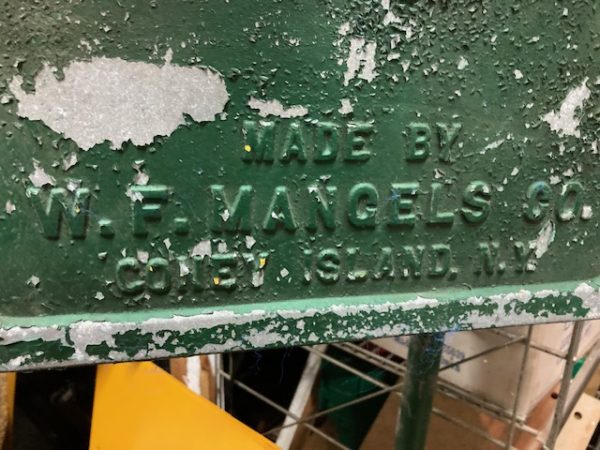 MADE BY
W. F. MANGELS CO.
CONEY ISLAND, N.Y.